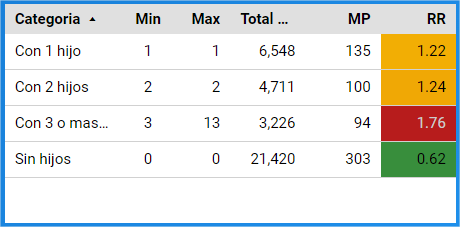 Categoria Min Max Total ... MP RR
Con 1 hijo 1 1 6,548 135 1.22
Con 2 hijos 2 2 4,711 100 1.24
Con 3 o mas... 3 13 3,226 94 1.76
Sin hijos 0 0 21,420 303 0.62